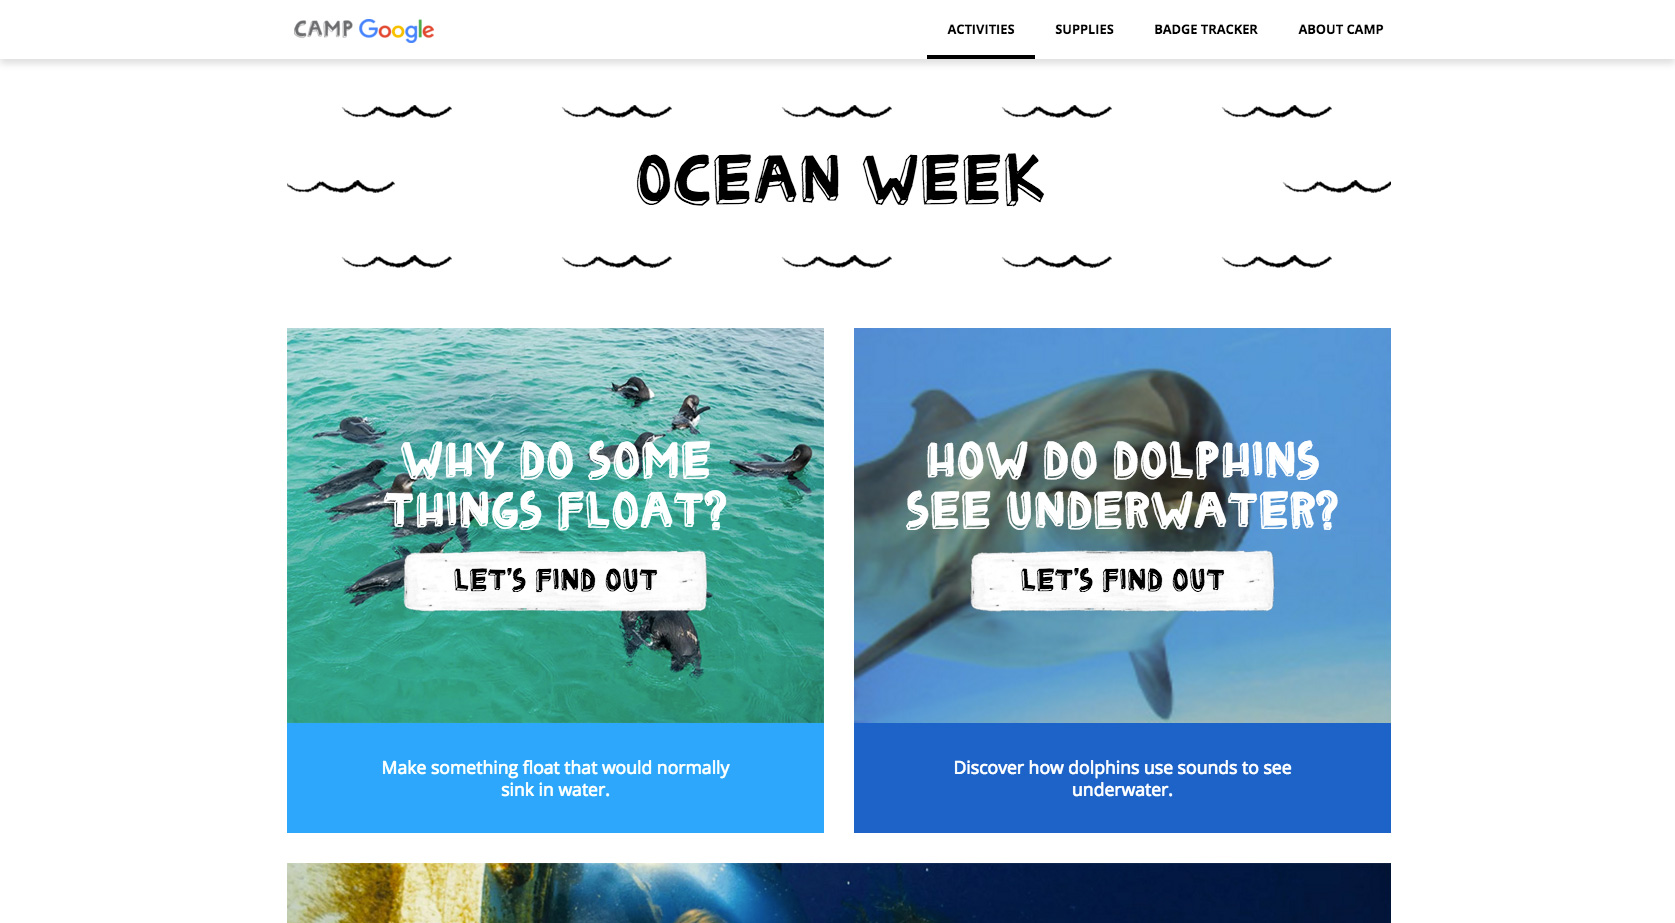 CAMP Google
ACTIVITIES SUPPLIES BADGE TRACKER ABOUT CAMP
OCEAN WEEK
WHY DO SOME
THINGS FLOAT?
LET'S FIND OUT
Make something float that would normally
sink in water.
HOW DO DOLPHINS
SEE UNDERWATER?
LET'S FIND OUT
Discover how dolphins use sounds to see
underwater.